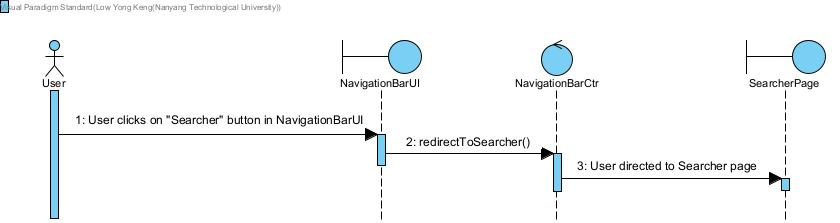 Visual Paradigm Standard(Low Yong Keng(Nanyang Technological University))
User
NavigationBarUI
NavigationBarCtr
SearcherPage
1: User clicks on "Searcher" button in NavigationBarUI
2: redirectToSearcher()
3: User directed to Searcher page